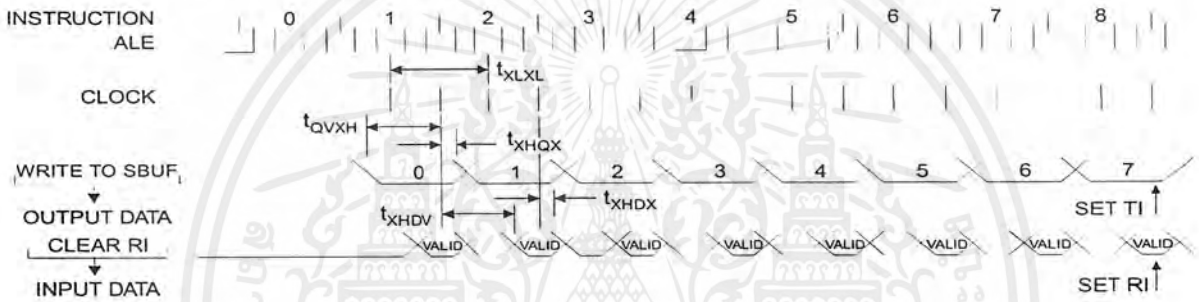 INSTRUCTION 0 1 2 3 4 5 6 7 8
ALE
tXLXL
CLOCK
tQVXH
tXHQX
WRITE TO SBUF
0 1 2 3 4 5 6 7
tXHDX
OUTPUT DATA
tXHDV
SET TI
CLEAR RI
VALID VALID VALID VALID VALID VALID VALID VALID
INPUT DATA
SET RI